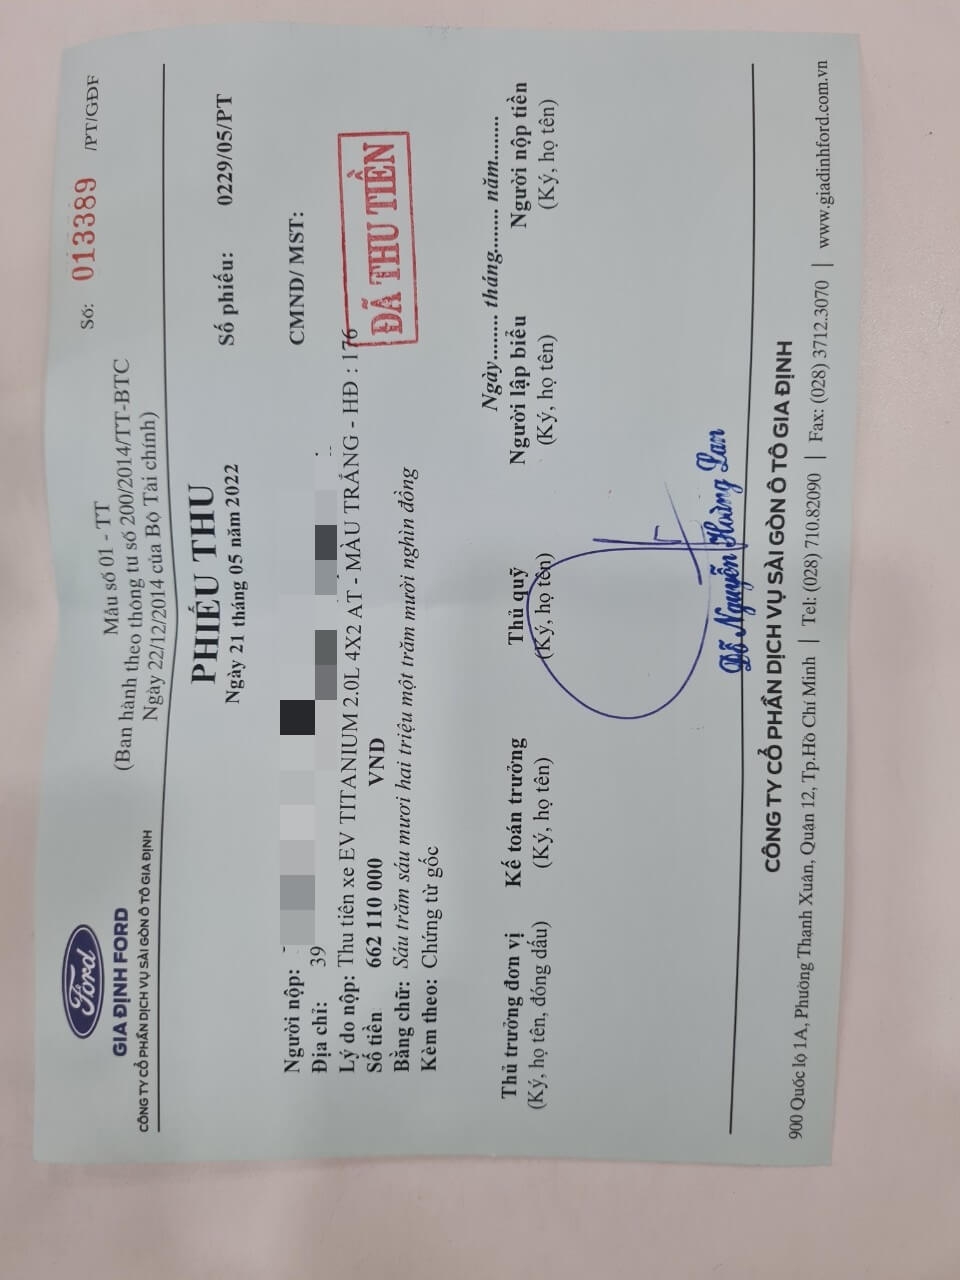 Ford
GIA ĐỊNH FORD
CÔNG TY CỔ PHẦN DỊCH VỤ SÀI GÒN Ô TÔ GIA ĐỊNH
Mẫu số 01 - TT
(Ban hành theo thông tư số 200/2014/TT-BTC
Ngày 22/12/2014 của Bộ Tài chính)
Số: 013389 /PT/GĐF
PHIẾU THU
Ngày 21 tháng 05 năm 2022
Số phiếu: 0229/05/PT
Người nộp:
CMND/ MST:
Địa chỉ: 39
Lý do nộp: Thu tiền xe EV TITANIUM 2.0L 4X2 AT - MÀU TRẮNG - HĐ : 176
Số tiền 662 110 000 VND
Bằng chữ: Sáu trăm sáu mươi hai triệu một trăm mười nghìn đồng
Kèm theo: Chứng từ gốc
ĐÃ THU TIỀN
Ngày........ tháng........ năm........
Thủ trưởng đơn vị Kế toán trưởng Thủ quỹ Người lập biểu Người nộp tiền
(Ký, họ tên, đóng dấu) (Ký, họ tên) (Ký, họ tên) (Ký, họ tên) (Ký, họ tên)
Đỗ Nguyễn Hoàng Lan
CÔNG TY CỔ PHẦN DỊCH VỤ SÀI GÒN Ô TÔ GIA ĐỊNH
900 Quốc lộ 1A, Phường Thạnh Xuân, Quận 12, Tp.Hồ Chí Minh | Tel: (028) 710.82090 | Fax: (028) 3712.3070 | www.giadinhford.com.vn